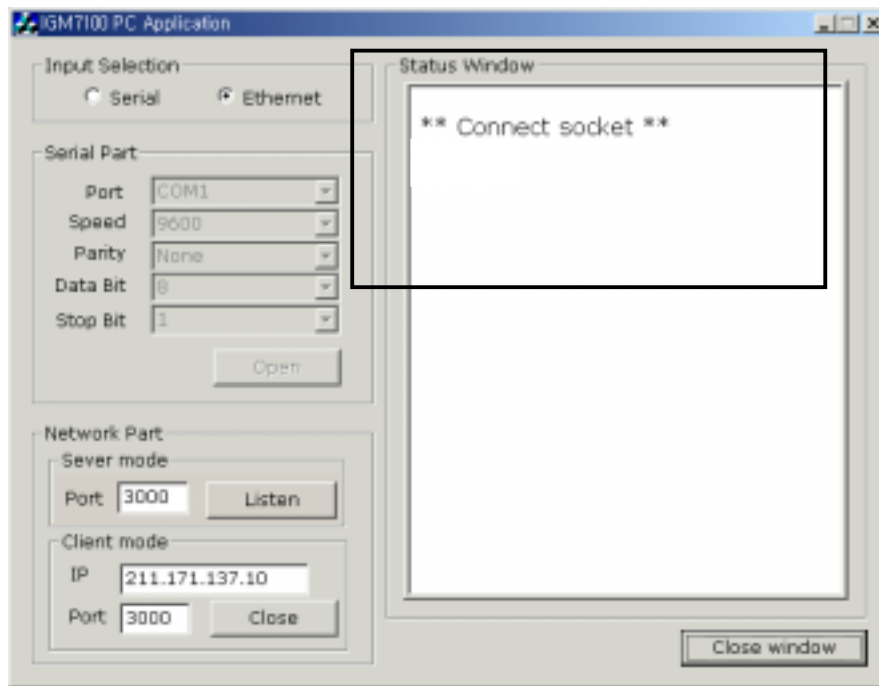 IGM7100 PC Application
Input Selection
Serial Ethernet
Serial Part
Port COM1
Speed 9600
Parity None
Data Bit 8
Stop Bit 1
Open
Network Part
Sever mode
Port 3000 Listen
Client mode
IP 211.171.137.10
Port 3000 Close
Status Window
** Connect socket **
Close window